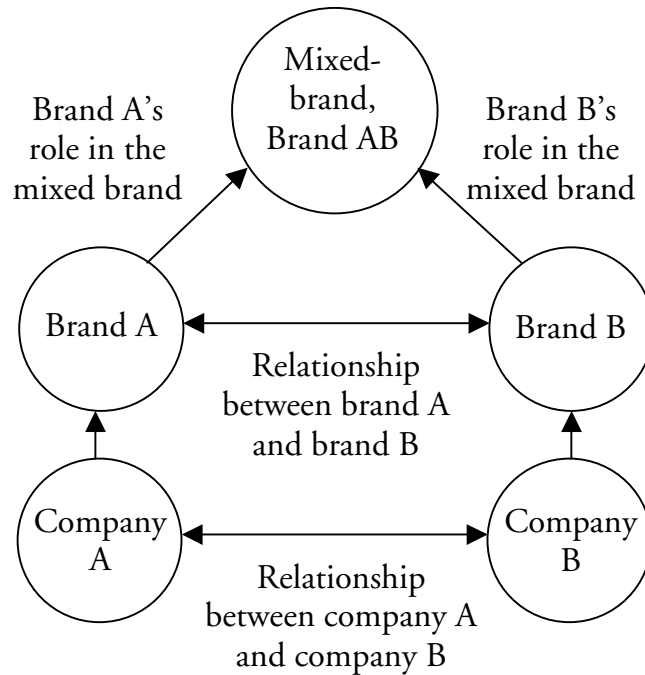 Mixed-
brand,
Brand AB
Brand A’s
role in the
mixed brand
Brand B’s
role in the
mixed brand
Brand A
Brand B
Relationship
between brand A
and brand B
Company
A
Company
B
Relationship
between company A
and company B